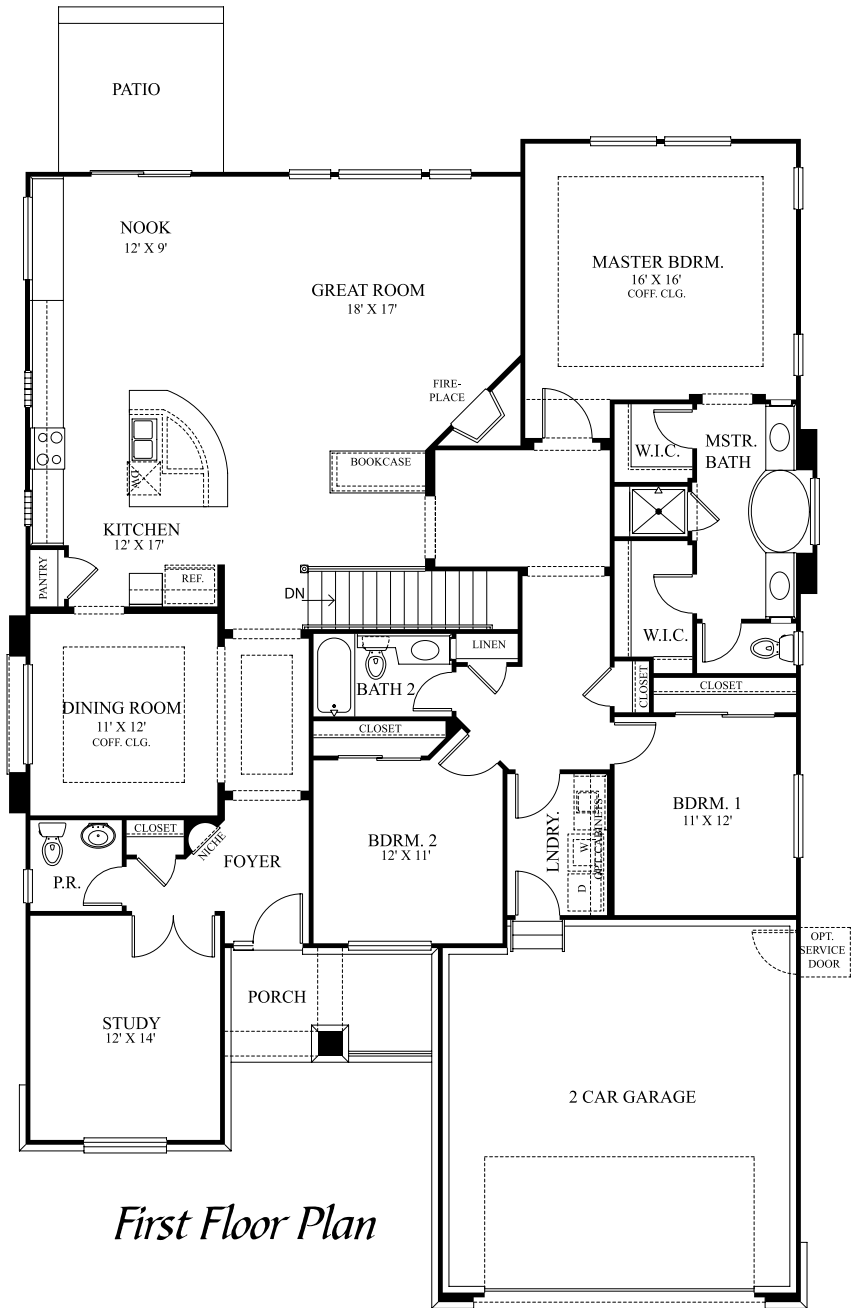 PATIO
NOOK
12' X 9'
GREAT ROOM
18' X 17'
MASTER BDRM.
16' X 16'
COFF. CLG.
FIRE-
PLACE
BOOKCASE
W.I.C.
MSTR.
BATH
DW
KITCHEN
12' X 17'
PANTRY
REF.
DN
W.I.C.
LINEN
BATH 2
CLOSET
CLOSET
DINING ROOM
11' X 12'
COFF. CLG.
CLOSET
BDRM. 1
11' X 12'
CLOSET
NICHE
FOYER
BDRM. 2
12' X 11'
LNDRY.
W
D
OPT. CABINETS
P.R.
OPT.
SERVICE
DOOR
PORCH
STUDY
12' X 14'
2 CAR GARAGE
First Floor Plan